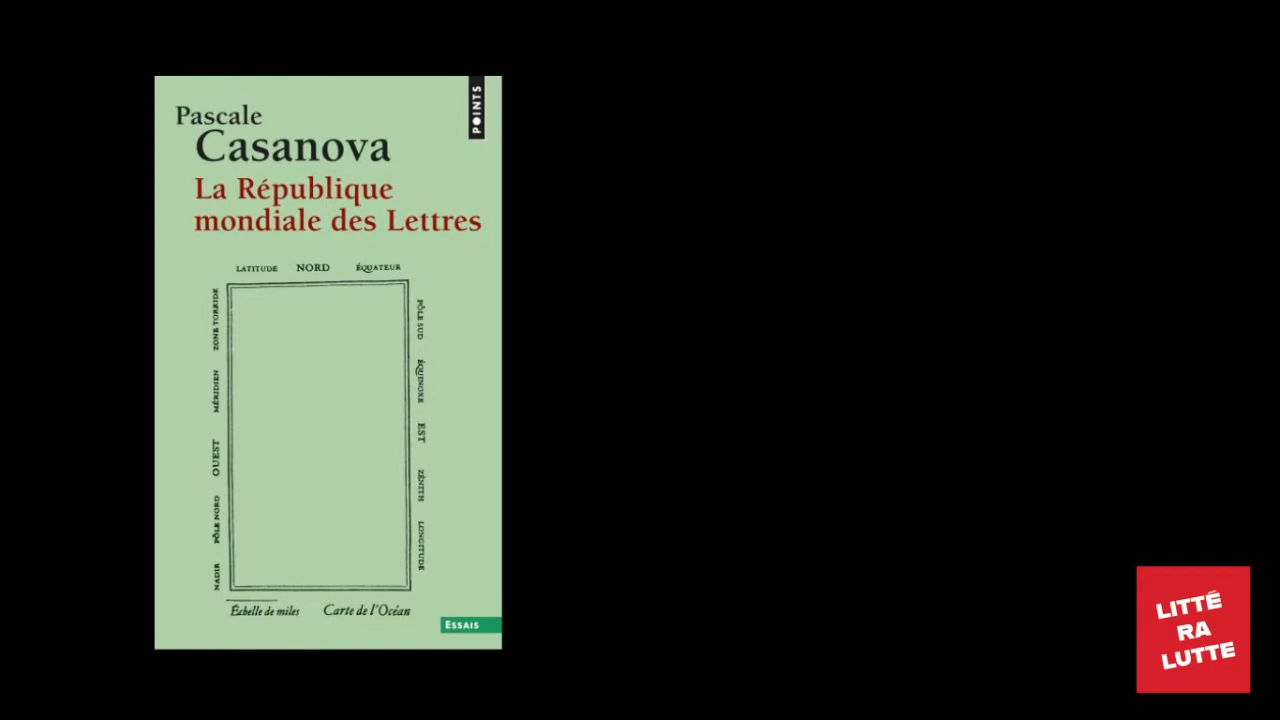 POINTS
Pascale
Casanova
La République
mondiale des Lettres
LATITUDE NORD ÉQUATEUR
NADIR PÔLE NORD OUEST MÉRIDIEN ZONE TORRIDE
PÔLE SUD ÉQUINOXE EST ZÉNITH LONGITUDE
Échelle de miles Carte de l'Océan
ESSAIS
LITTÉ
RA
LUTTE